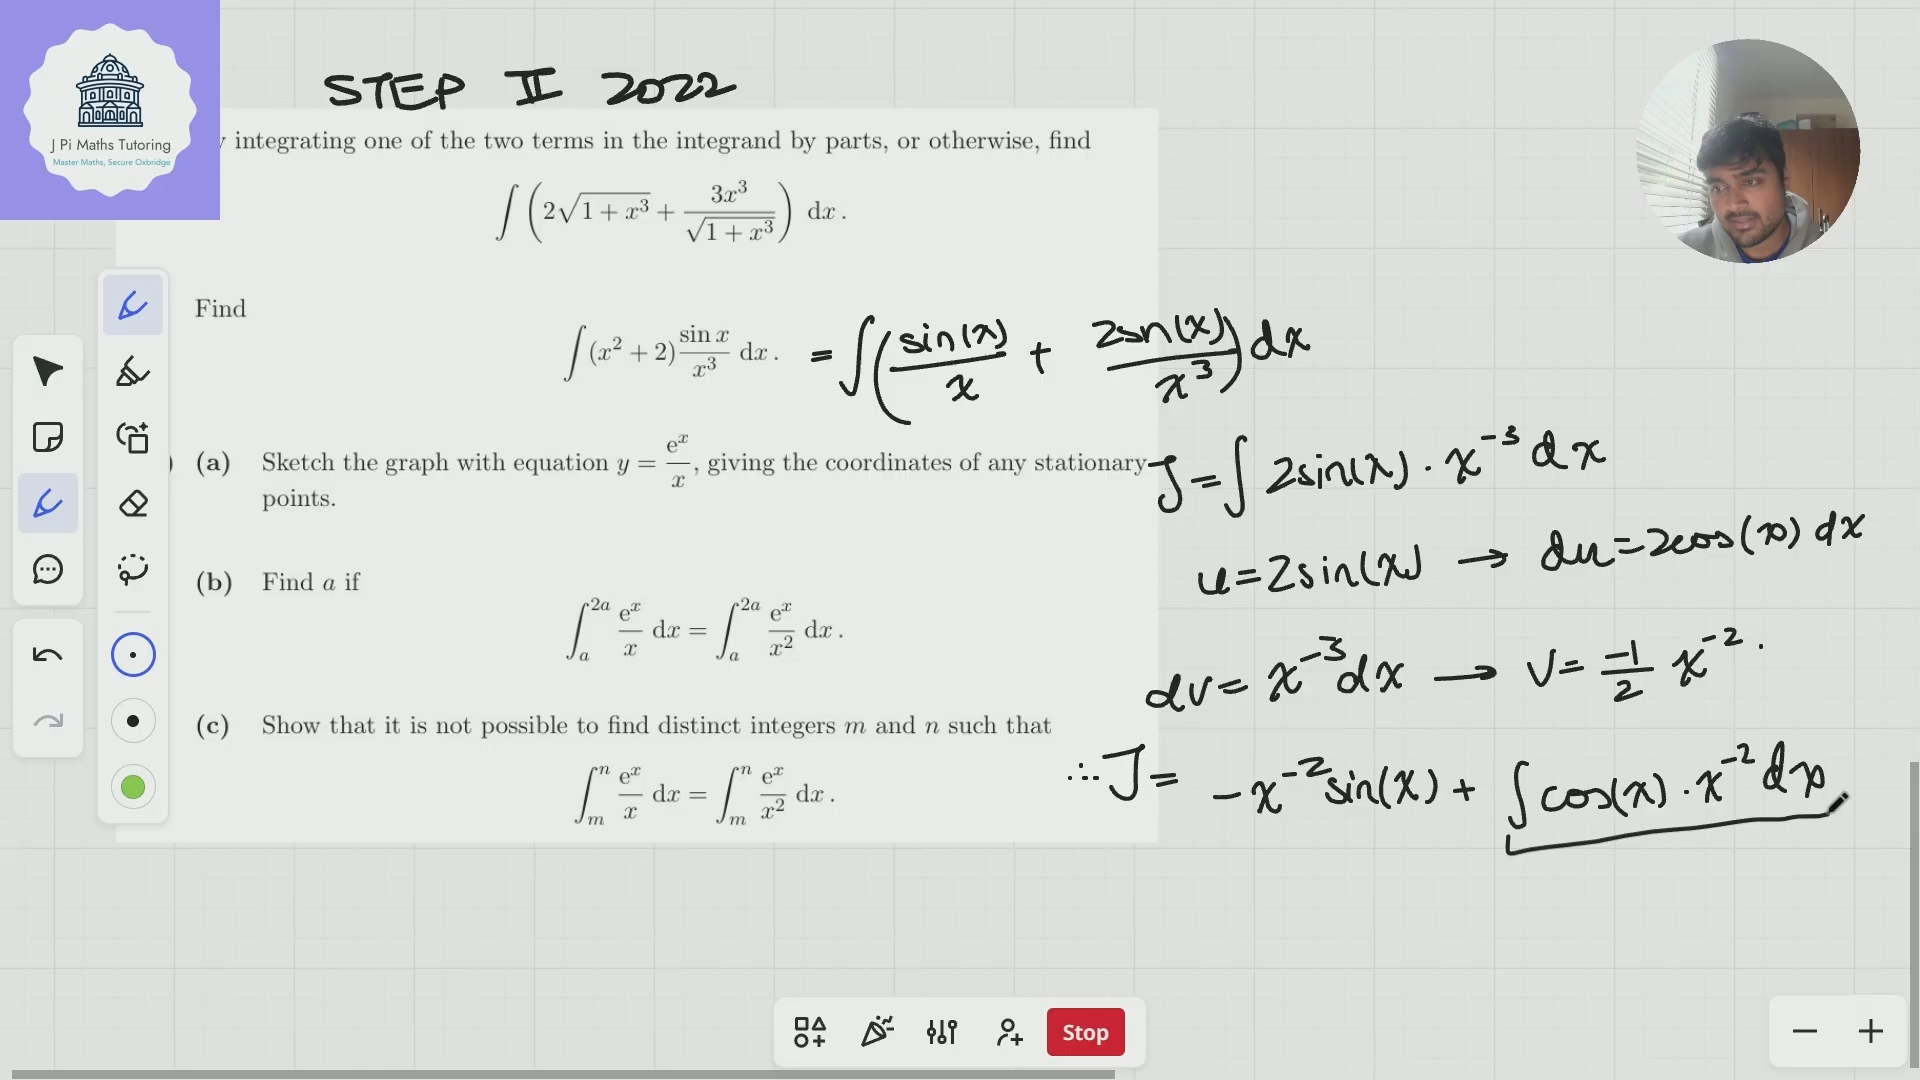 J Pi Maths Tutoring
Master Maths, Secure Oxbridge
STEP II 2022
integrating one of the two terms in the integrand by parts, or otherwise, find
∫ (2√(1 + x³) + 3x³/√(1 + x³)) dx .
Find
∫ (x² + 2) sin x/x³ dx . = ∫ (sin(x)/x + 2sin(x)/x³) dx
(a) Sketch the graph with equation y = eˣ/x, giving the coordinates of any stationary
points.
J = ∫ 2sin(x) · x⁻³ dx
u = 2sin(x) → du = 2cos(x) dx
(b) Find a if
∫ₐ²ᵃ eˣ/x dx = ∫ₐ²ᵃ eˣ/x² dx .
dv = x⁻³ dx → v = -1/2 x⁻² .
(c) Show that it is not possible to find distinct integers m and n such that
∫ₘⁿ eˣ/x dx = ∫ₘⁿ eˣ/x² dx .
∴ J = -x⁻² sin(x) + ∫ cos(x) · x⁻² dx
Stop